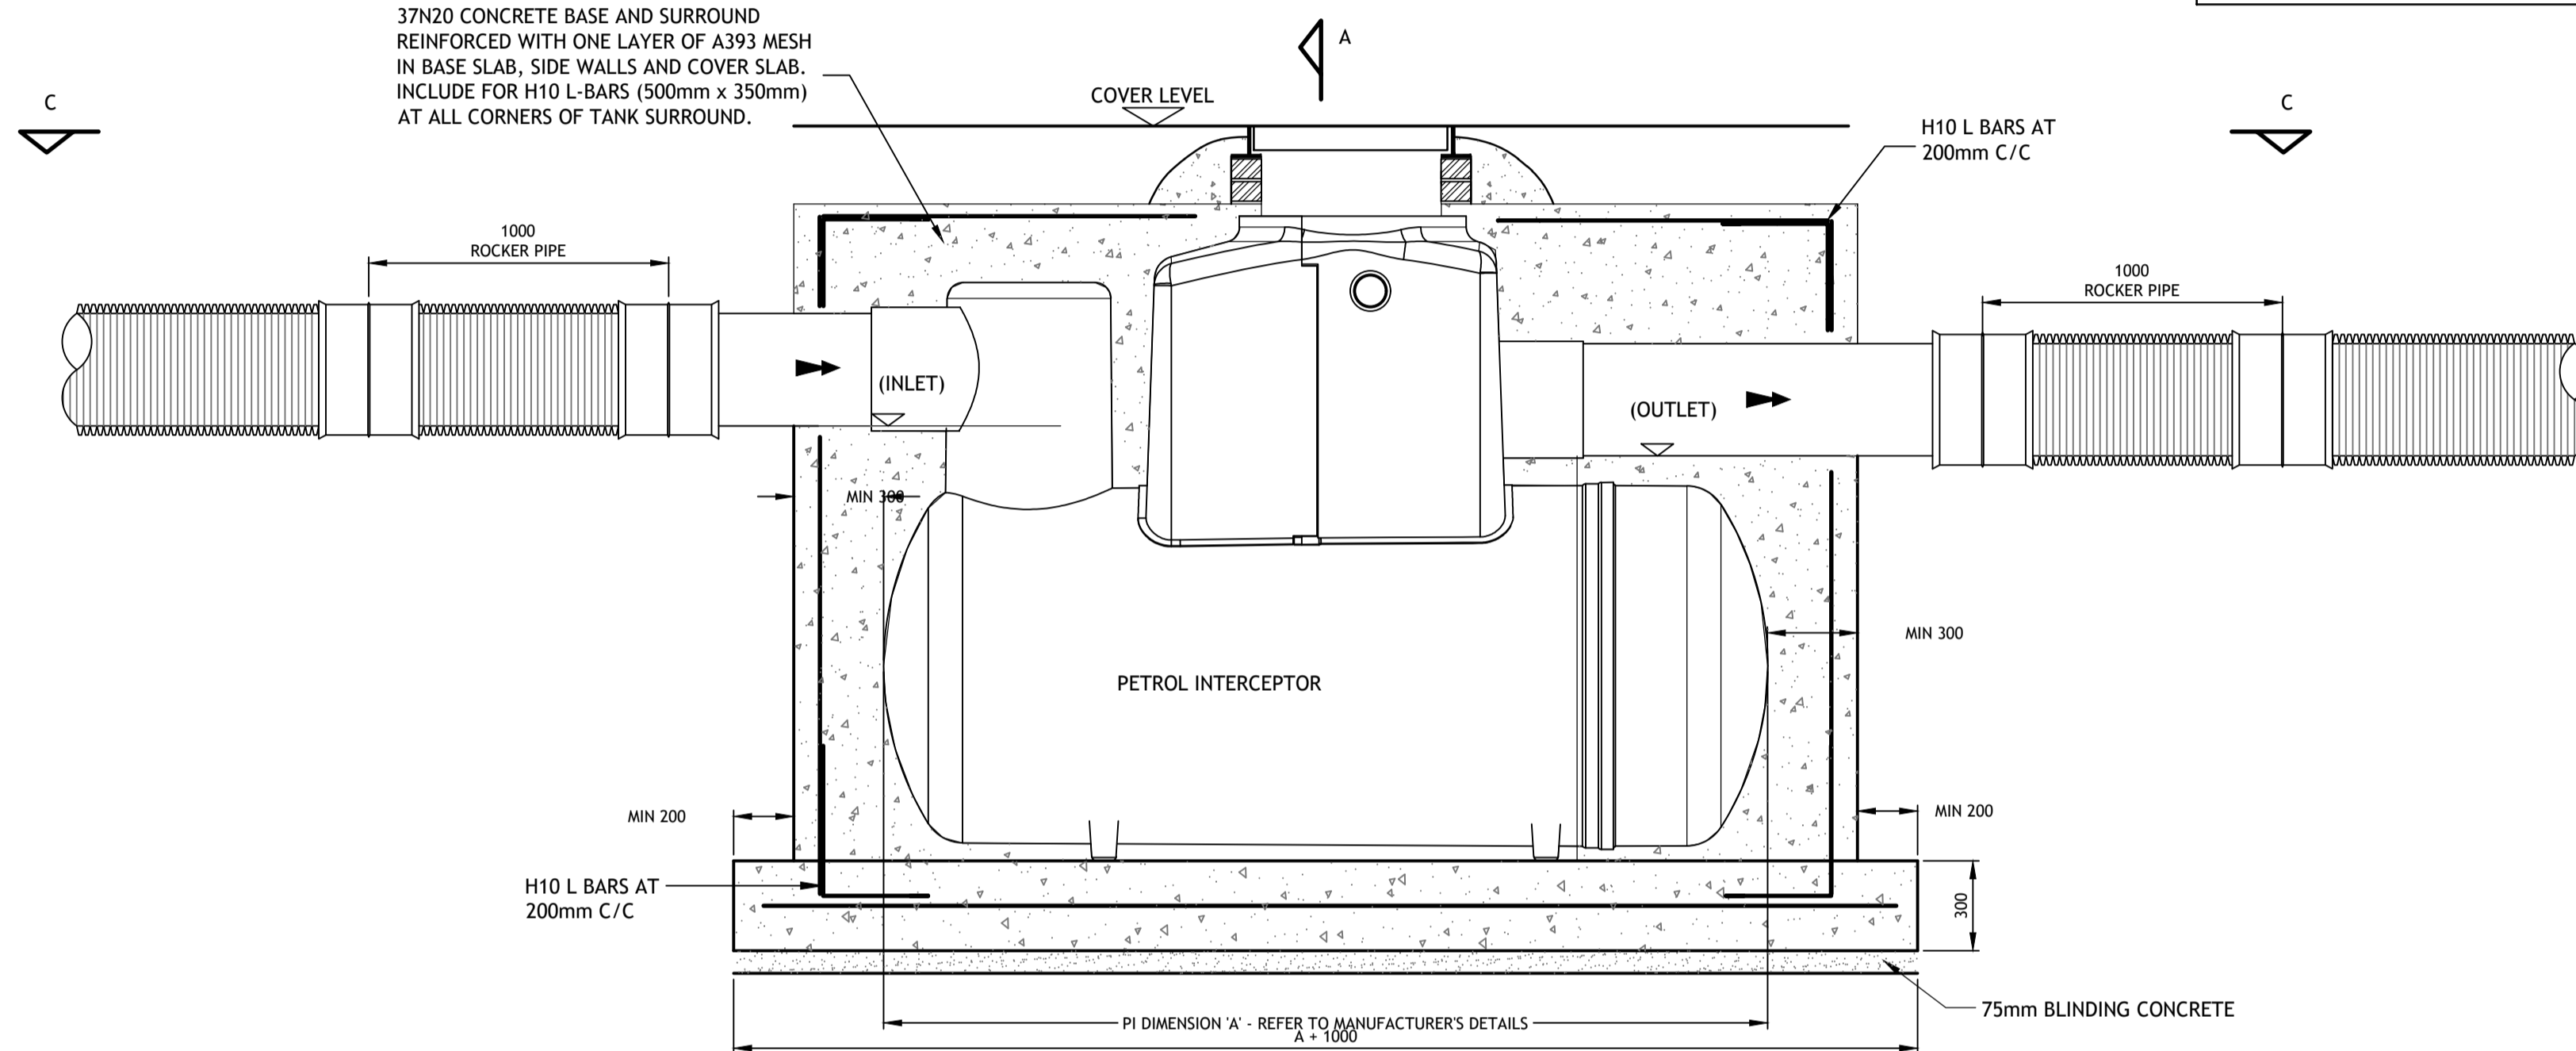 37N20 CONCRETE BASE AND SURROUND
REINFORCED WITH ONE LAYER OF A393 MESH
IN BASE SLAB, SIDE WALLS AND COVER SLAB.
INCLUDE FOR H10 L-BARS (500mm x 350mm)
AT ALL CORNERS OF TANK SURROUND.
A
C
COVER LEVEL
C
H10 L BARS AT
200mm C/C
1000
ROCKER PIPE
1000
ROCKER PIPE
(INLET)
(OUTLET)
MIN 300
MIN 300
PETROL INTERCEPTOR
MIN 200
MIN 200
H10 L BARS AT
200mm C/C
300
75mm BLINDING CONCRETE
PI DIMENSION 'A' - REFER TO MANUFACTURER'S DETAILS
A + 1000